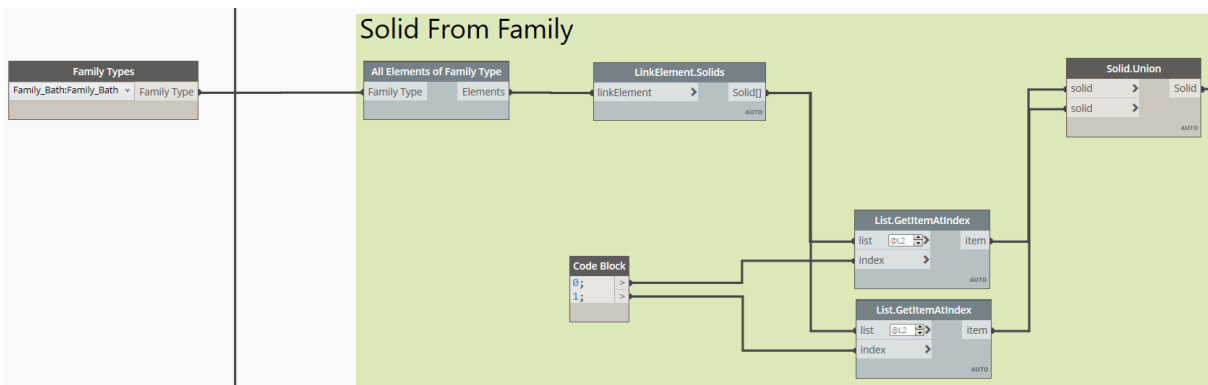 Solid From Family
Family Types
Family_Bath:Family_Bath Family Type
All Elements of Family Type
Family Type Elements
LinkElement.Solids
linkElement > Solid[]
AUTO
Solid.Union
solid > Solid
solid >
AUTO
List.GetItemAtIndex
list @L2 > item
index >
AUTO
Code Block
0; >
1; >
List.GetItemAtIndex
list @L2 > item
index >
AUTO